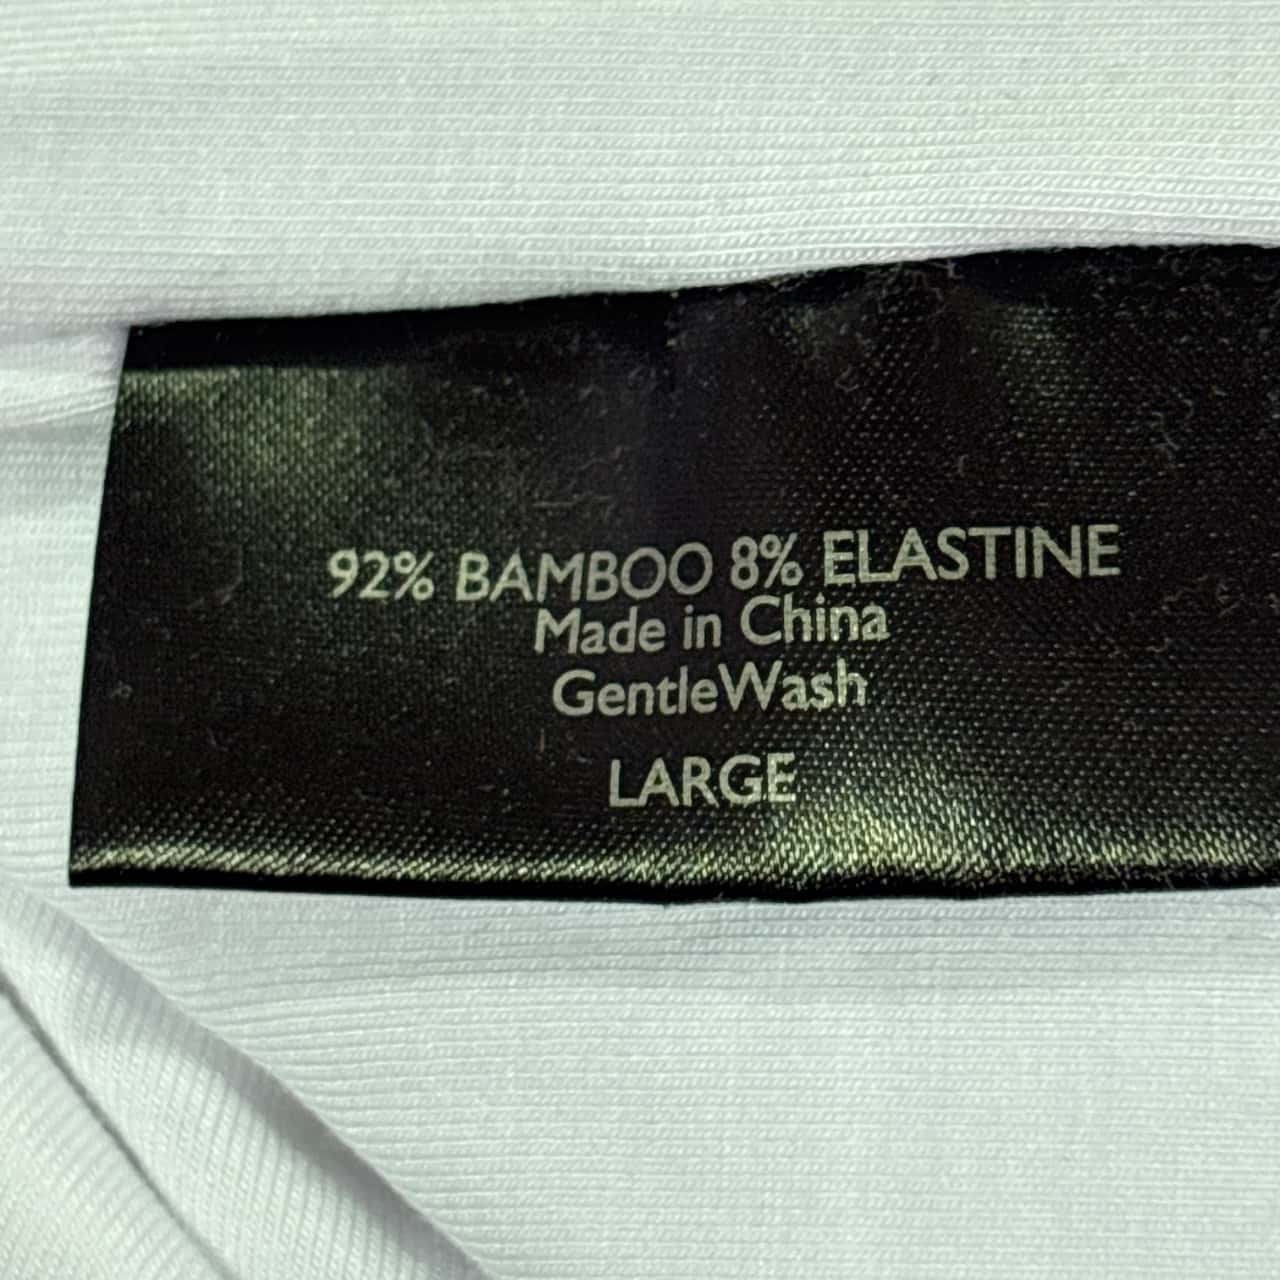 92% BAMBOO 8% ELASTINE
Made in China
GentleWash
LARGE